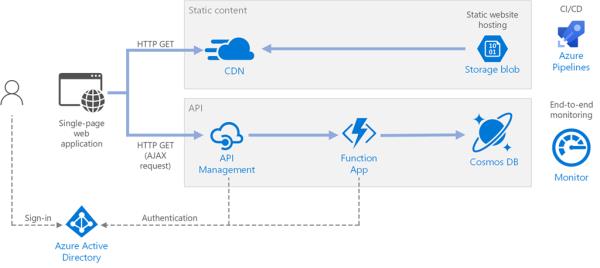 Static content
Static website
hosting
CI/CD
HTTP GET
10
01
CDN
Storage blob
Azure
Pipelines
Single-page
web
application
API
HTTP GET
(AJAX
request)
API
Management
Function
App
Cosmos DB
End-to-end
monitoring
Monitor
Sign-in
Authentication
Azure Active
Directory